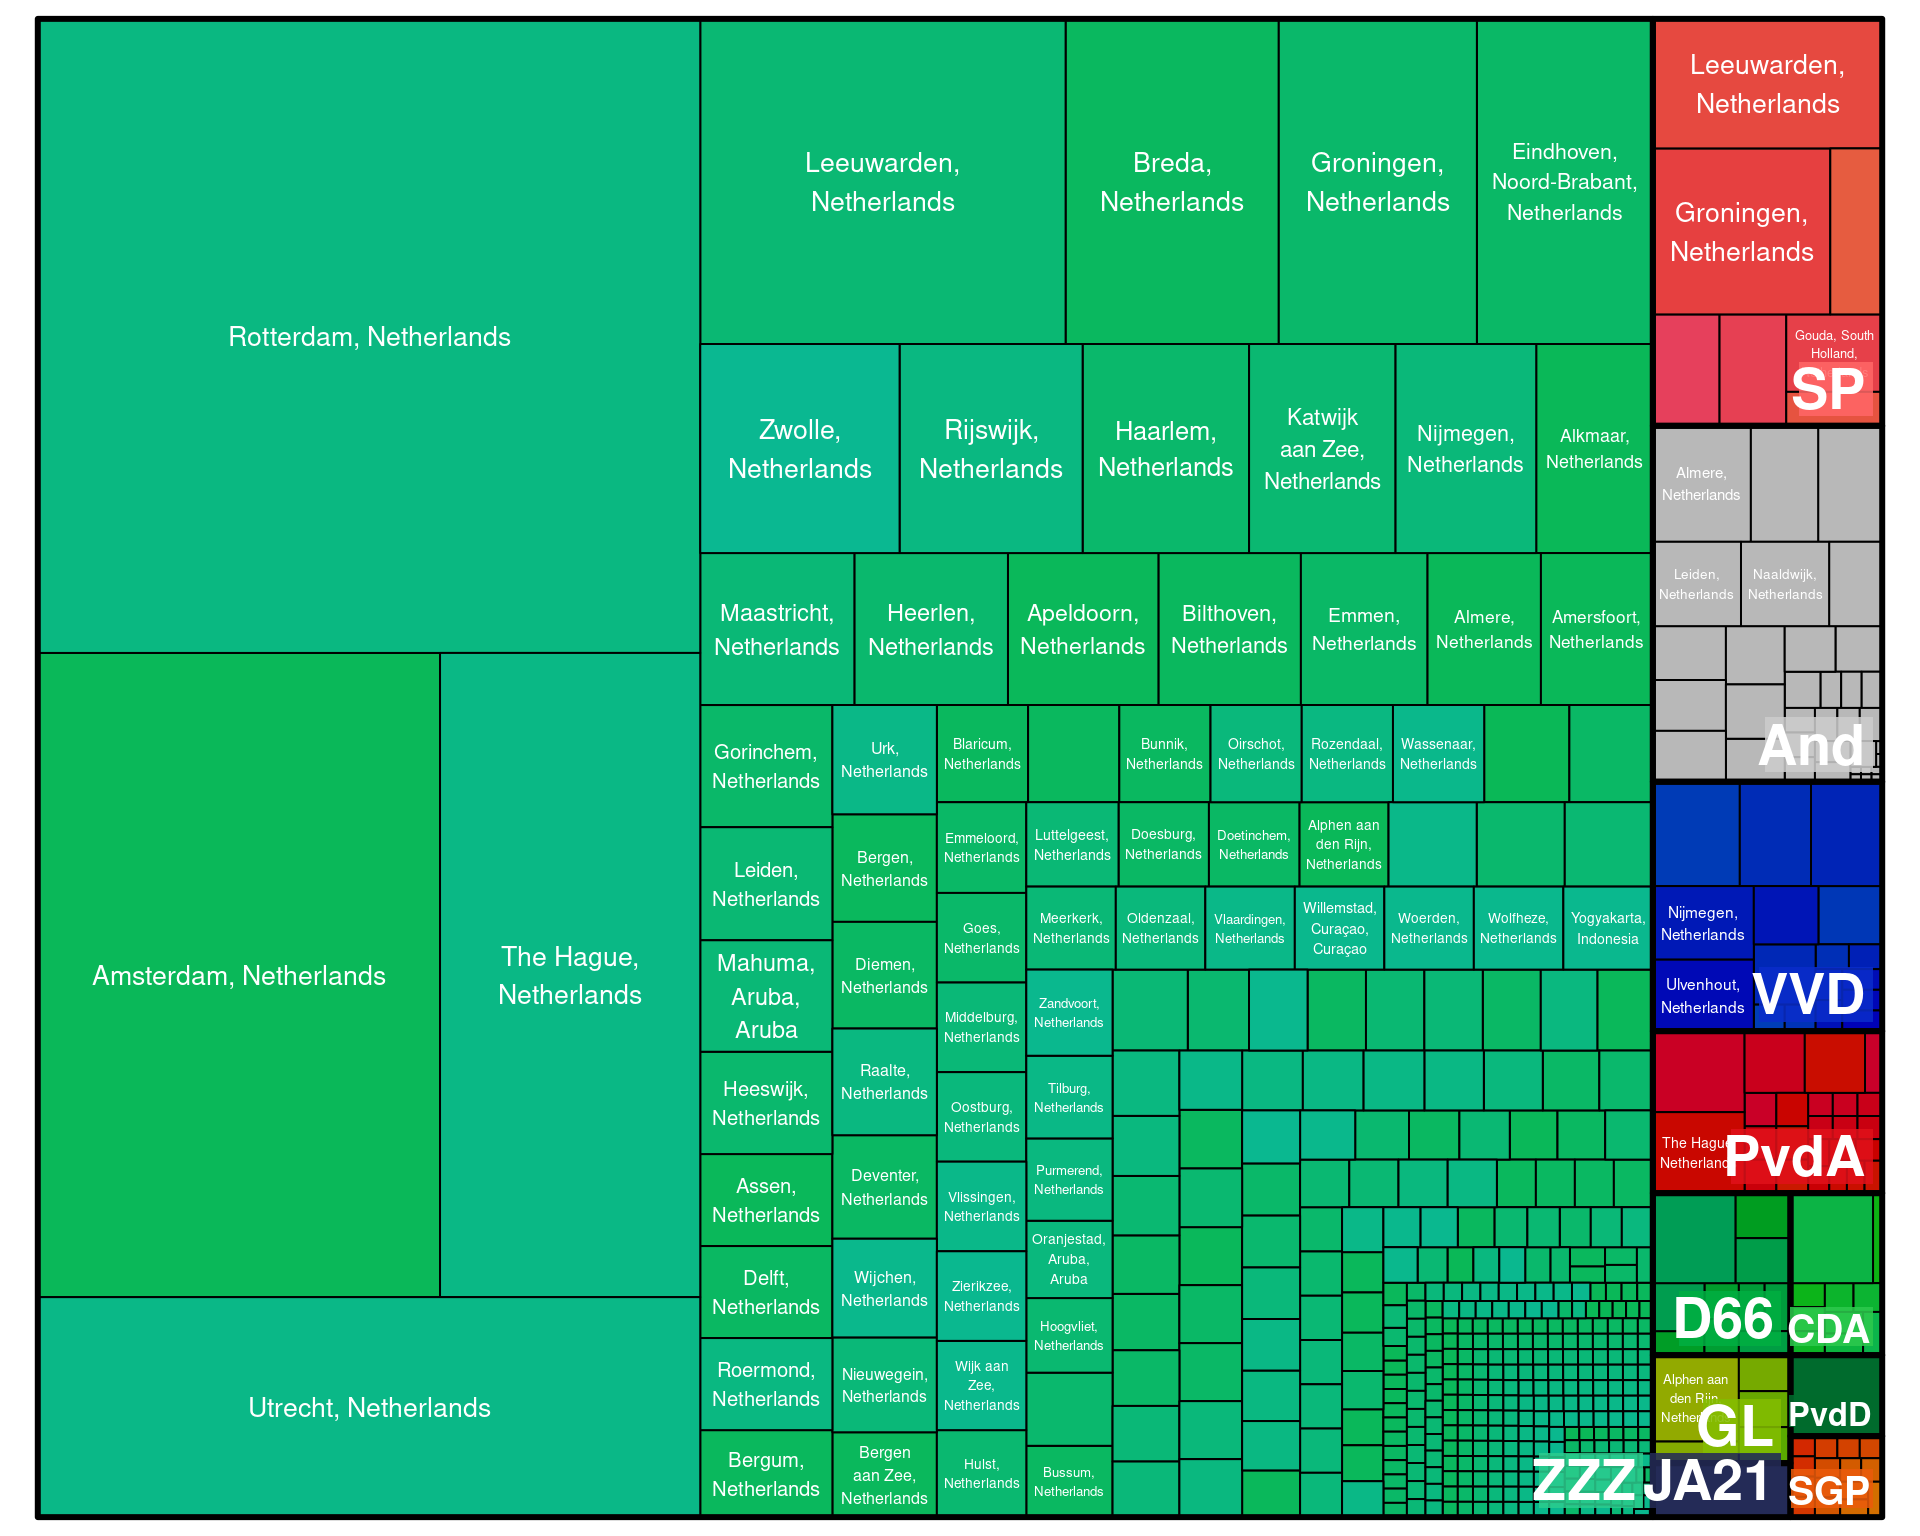 Rotterdam, Netherlands
Amsterdam, Netherlands
The Hague,
Netherlands
Utrecht, Netherlands
Leeuwarden,
Netherlands
Breda,
Netherlands
Groningen,
Netherlands
Eindhoven,
Noord-Brabant,
Netherlands
Zwolle,
Netherlands
Rijswijk,
Netherlands
Haarlem,
Netherlands
Katwijk
aan Zee,
Netherlands
Nijmegen,
Netherlands
Alkmaar,
Netherlands
Maastricht,
Netherlands
Heerlen,
Netherlands
Apeldoorn,
Netherlands
Bilthoven,
Netherlands
Emmen,
Netherlands
Almere,
Netherlands
Amersfoort,
Netherlands
Gorinchem,
Netherlands
Leiden,
Netherlands
Mahuma,
Aruba,
Aruba
Heeswijk,
Netherlands
Assen,
Netherlands
Delft,
Netherlands
Roermond,
Netherlands
Bergum,
Netherlands
Urk,
Netherlands
Bergen,
Netherlands
Diemen,
Netherlands
Raalte,
Netherlands
Deventer,
Netherlands
Wijchen,
Netherlands
Nieuwegein,
Netherlands
Bergen
aan Zee,
Netherlands
Blaricum,
Netherlands
Bunnik,
Netherlands
Oirschot,
Netherlands
Rozendaal,
Netherlands
Wassenaar,
Netherlands
Emmeloord,
Netherlands
Luttelgeest,
Netherlands
Doesburg,
Netherlands
Doetinchem,
Netherlands
Alphen aan
den Rijn,
Netherlands
Goes,
Netherlands
Meerkerk,
Netherlands
Oldenzaal,
Netherlands
Vlaardingen,
Netherlands
Willemstad,
Curaçao,
Curaçao
Woerden,
Netherlands
Wolfheze,
Netherlands
Yogyakarta,
Indonesia
Middelburg,
Netherlands
Oostburg,
Netherlands
Vlissingen,
Netherlands
Zierikzee,
Netherlands
Wijk aan
Zee,
Netherlands
Hulst,
Netherlands
Zandvoort,
Netherlands
Tilburg,
Netherlands
Purmerend,
Netherlands
Oranjestad,
Aruba,
Aruba
Hoogvliet,
Netherlands
Bussum,
Netherlands
ZZZ
Leeuwarden,
Netherlands
Groningen,
Netherlands
Gouda, South
Holland,
SP
Almere,
Netherlands
Leiden,
Netherlands
Naaldwijk,
Netherlands
And
Nijmegen,
Netherlands
Ulvenhout,
Netherlands
VVD
The Hague,
Netherlands
PvdA
D66
CDA
Alphen aan
den Rijn,
Netherlands
GL
PvdD
JA21
SGP